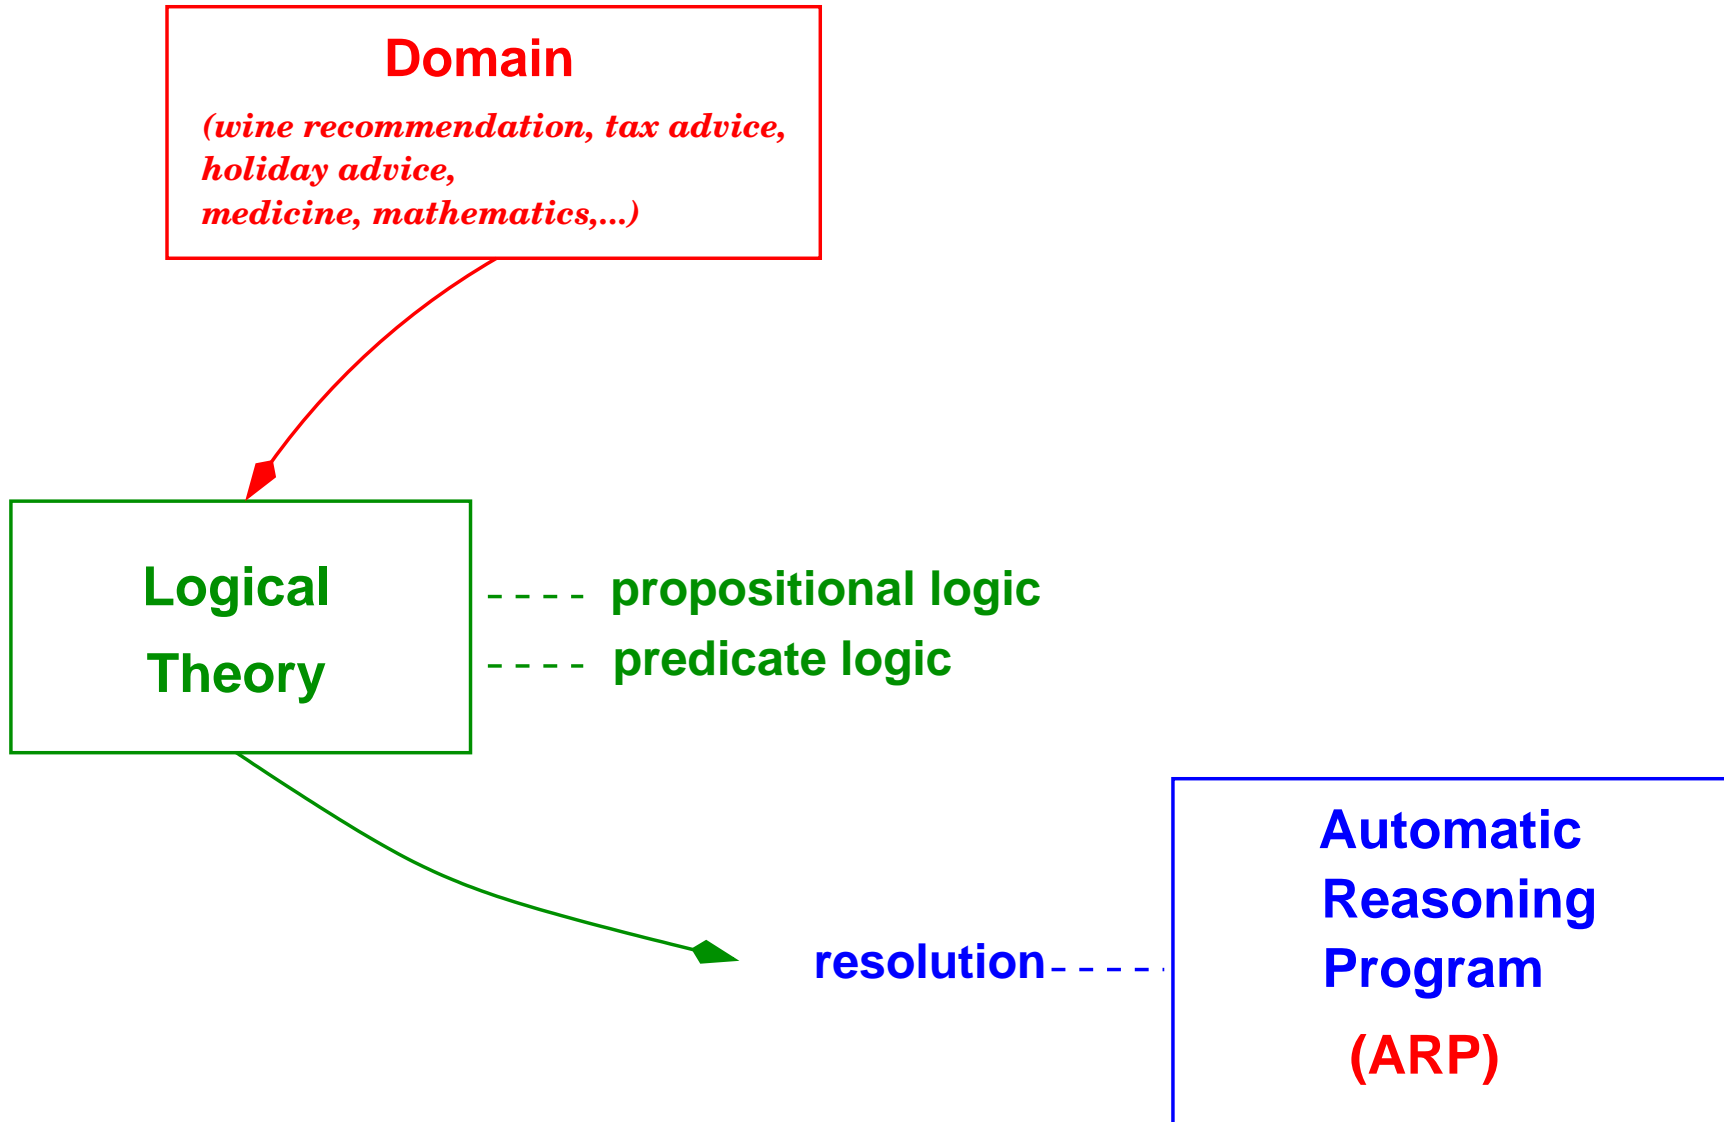 Domain
(wine recommendation, tax advice,
holiday advice,
medicine, mathematics,...)
Logical
Theory
propositional logic
predicate logic
resolution
Automatic
Reasoning
Program
(ARP)